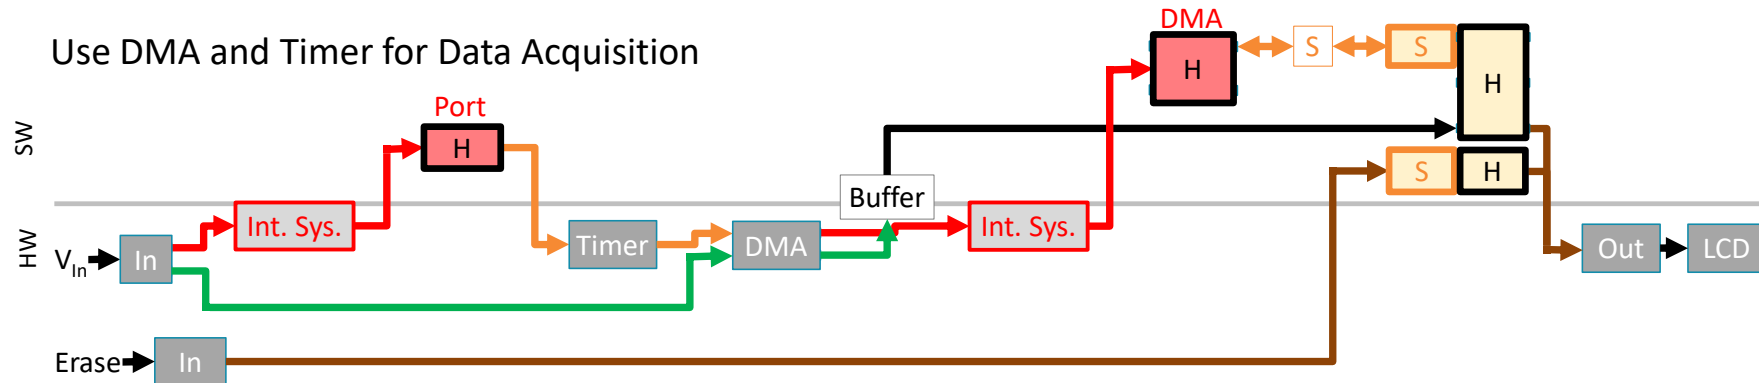 Use DMA and Timer for Data Acquisition
DMA
S
S
H
H
Port
H
SW
S
H
Buffer
Int. Sys.
Int. Sys.
HW
V_In
In
Timer
DMA
Out
LCD
Erase
In